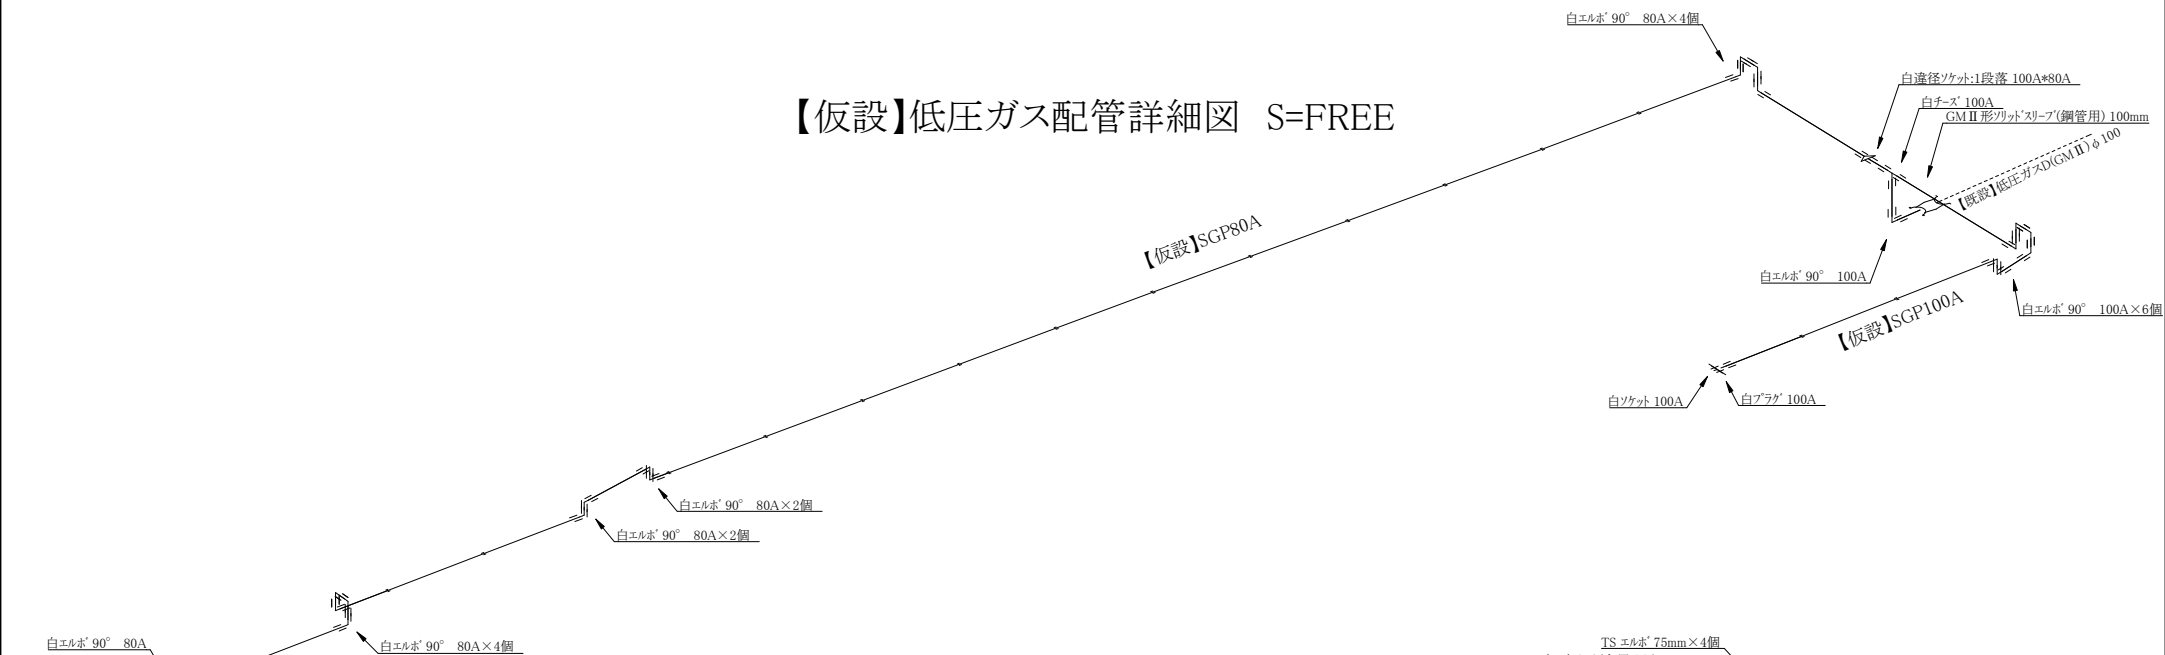 白エルボ90°　80A×4個
【仮設】低圧ガス配管詳細図　S=FREE
白違径ソケット:1段落 100A*80A
白チーズ 100A
GMⅡ形ソリッドスリーブ(鋼管用) 100mm
【既設】低圧ガスD(GMⅡ)φ100
【仮設】SGP80A
白エルボ90°　100A
白エルボ90°　100A×6個
【仮設】SGP100A
白ソケット 100A
白プラグ 100A
白エルボ90°　80A×2個
白エルボ90°　80A×2個
白エルボ90°　80A
白エルボ90°　80A×4個
TS エルボ 75mm×4個